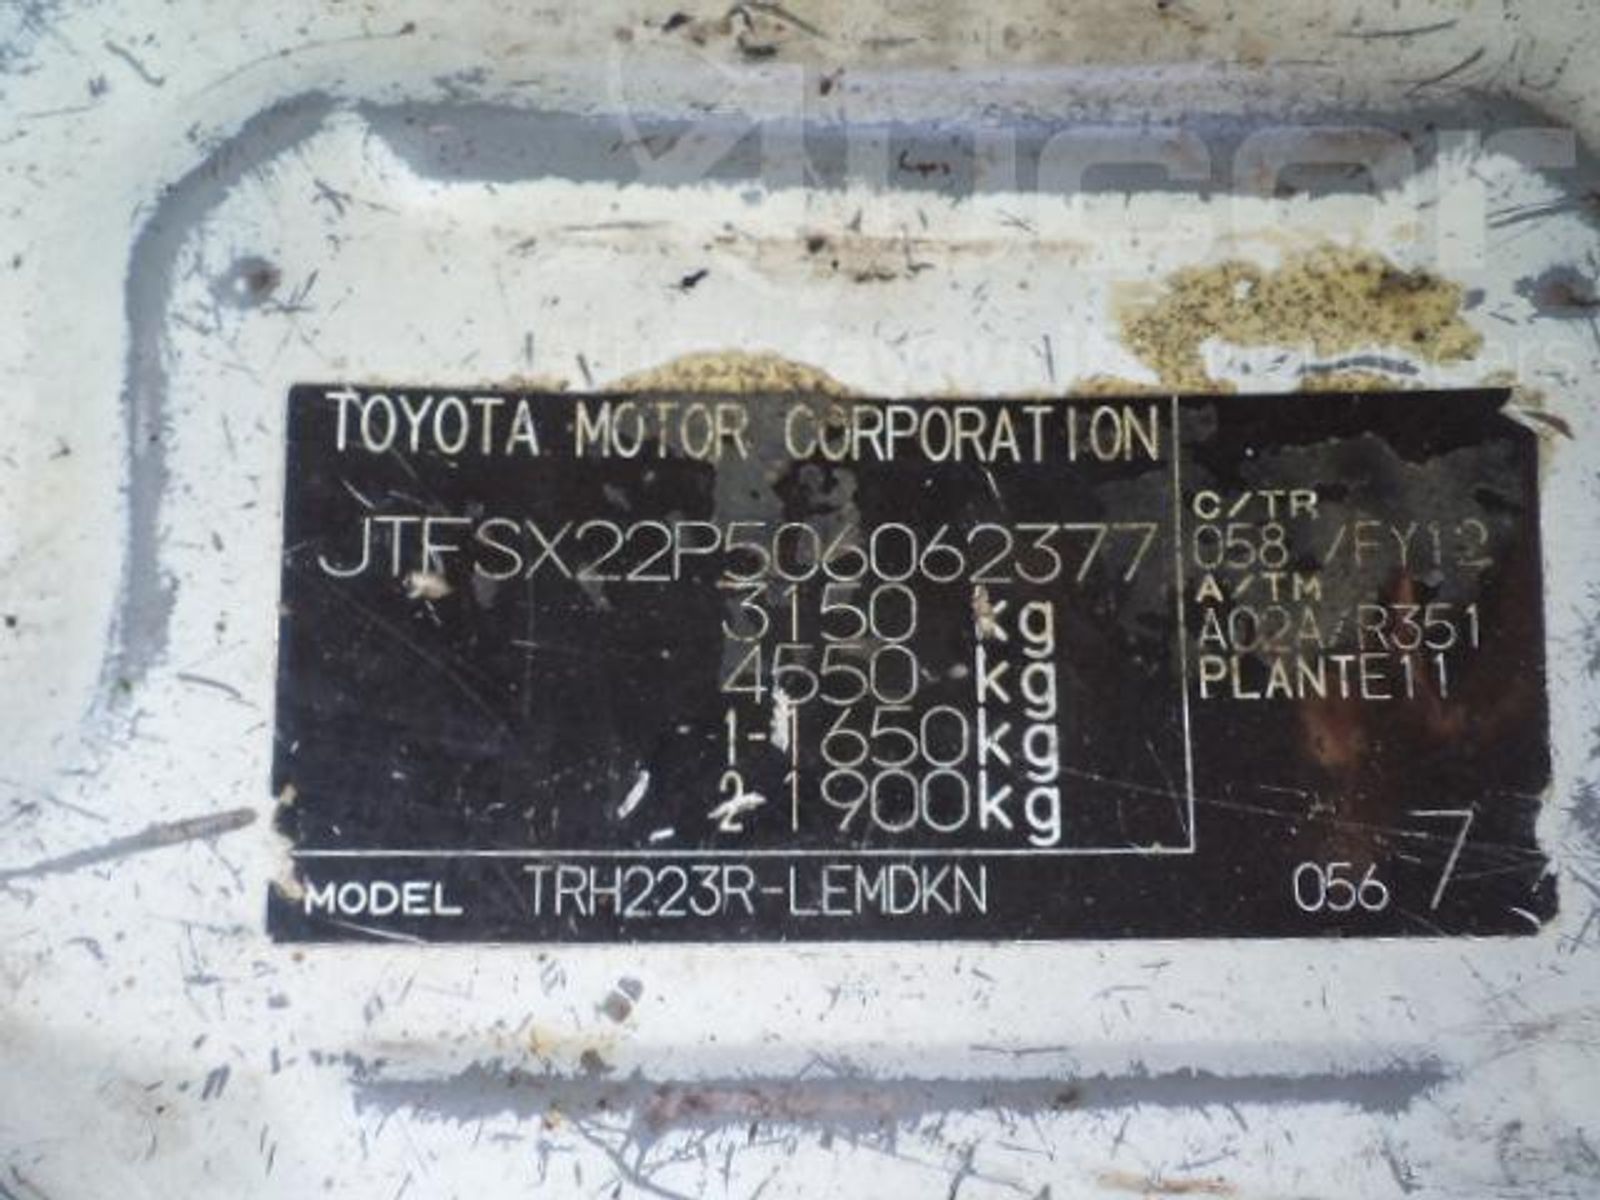 TOYOTA MOTOR CORPORATION
JTFSX22P506062377
3150 kg
4550 kg
1-1650kg
2-1900kg
C/TR
058 /FY12
A/TM
A02A/R351
PLANTE11
MODEL TRH223R-LEMDKN
056 7